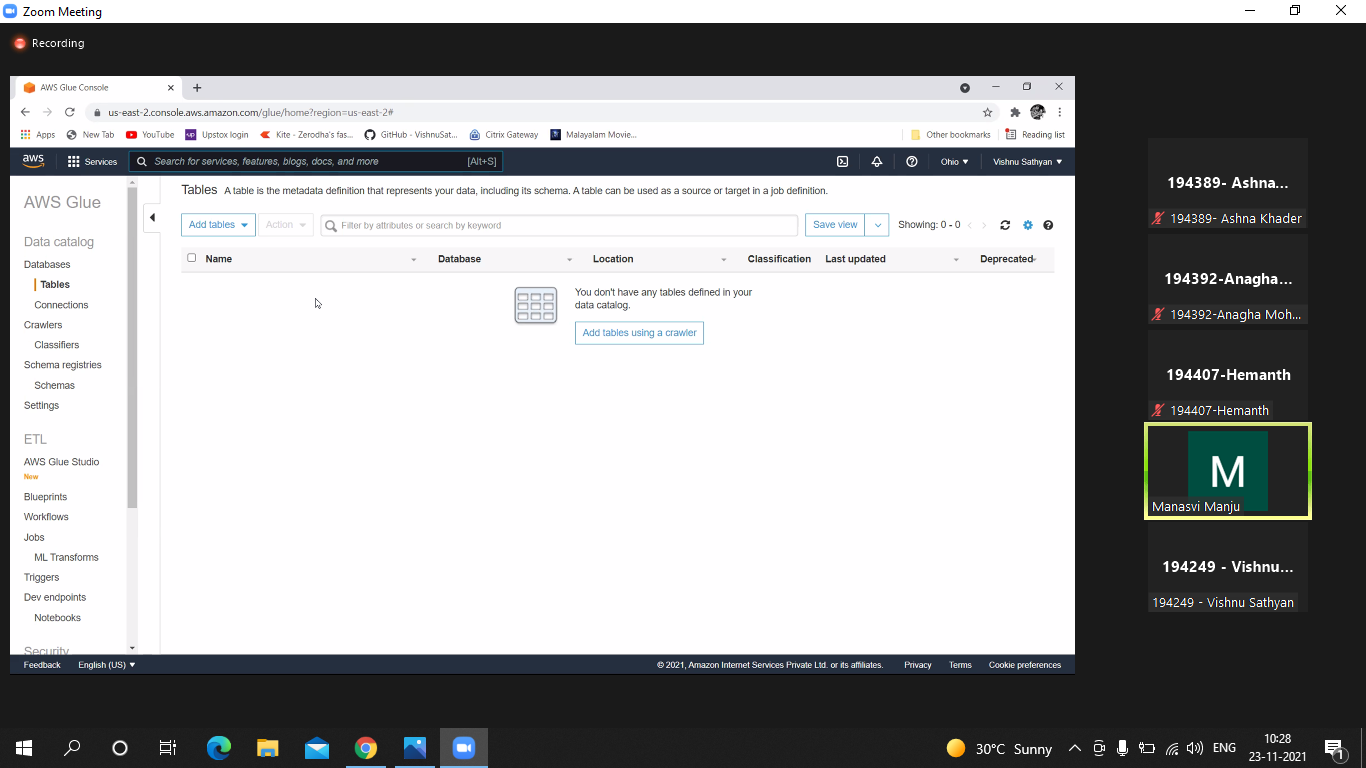 Zoom Meeting
Recording
AWS Glue Console
us-east-2.console.aws.amazon.com/glue/home?region=us-east-2#
Apps New Tab YouTube up Upstox login Kite - Zerodha's fas... GitHub - VishnuSat... Citrix Gateway Malayalam Movie... Other bookmarks Reading list
aws Services Search for services, features, blogs, docs, and more [Alt+S] Ohio Vishnu Sathyan
AWS Glue
Data catalog
Databases
Tables
Connections
Crawlers
Classifiers
Schema registries
Schemas
Settings
ETL
AWS Glue Studio
New
Blueprints
Workflows
Jobs
ML Transforms
Triggers
Dev endpoints
Notebooks
Security
Tables A table is the metadata definition that represents your data, including its schema. A table can be used as a source or target in a job definition.
Add tables Action Filter by attributes or search by keyword Save view Showing: 0 - 0
Name Database Location Classification Last updated Deprecated
You don't have any tables defined in your
data catalog.
Add tables using a crawler
Feedback English (US) © 2021, Amazon Internet Services Private Ltd. or its affiliates. Privacy Terms Cookie preferences
194389- Ashna...
194389- Ashna Khader
194392-Anagha...
194392-Anagha Moh...
194407-Hemanth
194407-Hemanth
M
Manasvi Manju
194249 - Vishnu...
194249 - Vishnu Sathyan
30°C Sunny ENG
10:28
23-11-2021
1